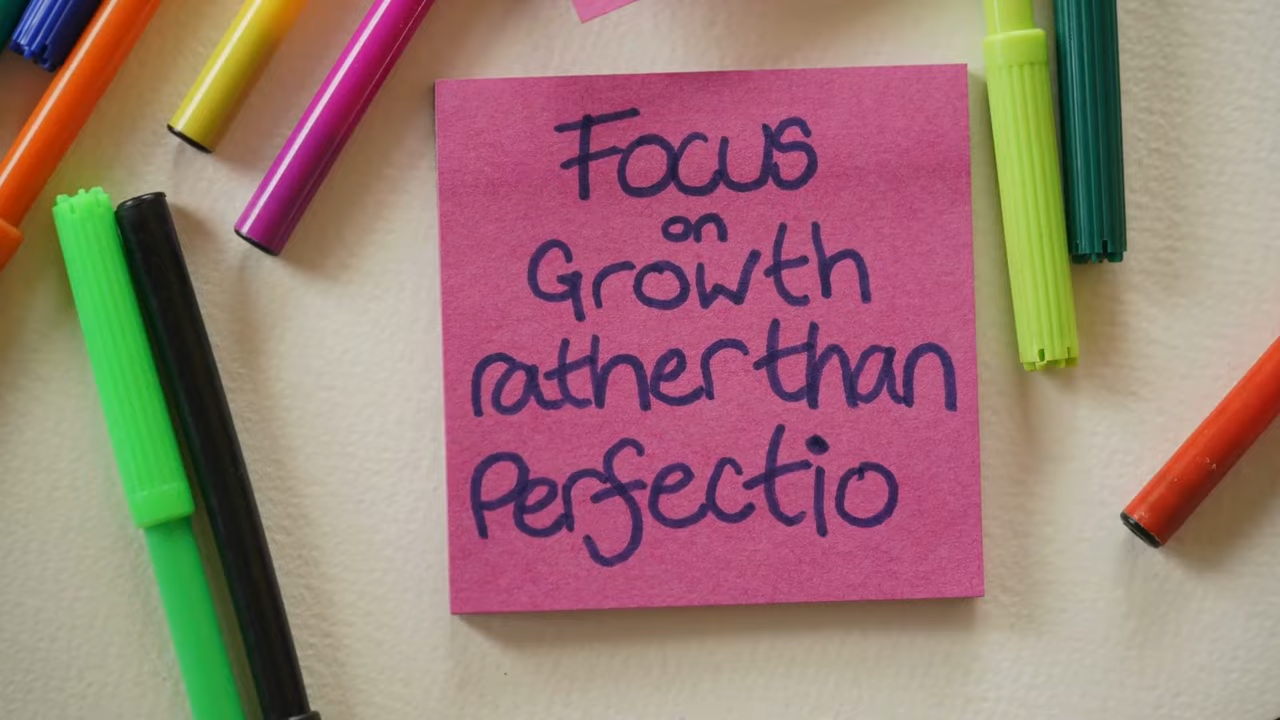 Focus
on
Growth
rather than
Perfectio